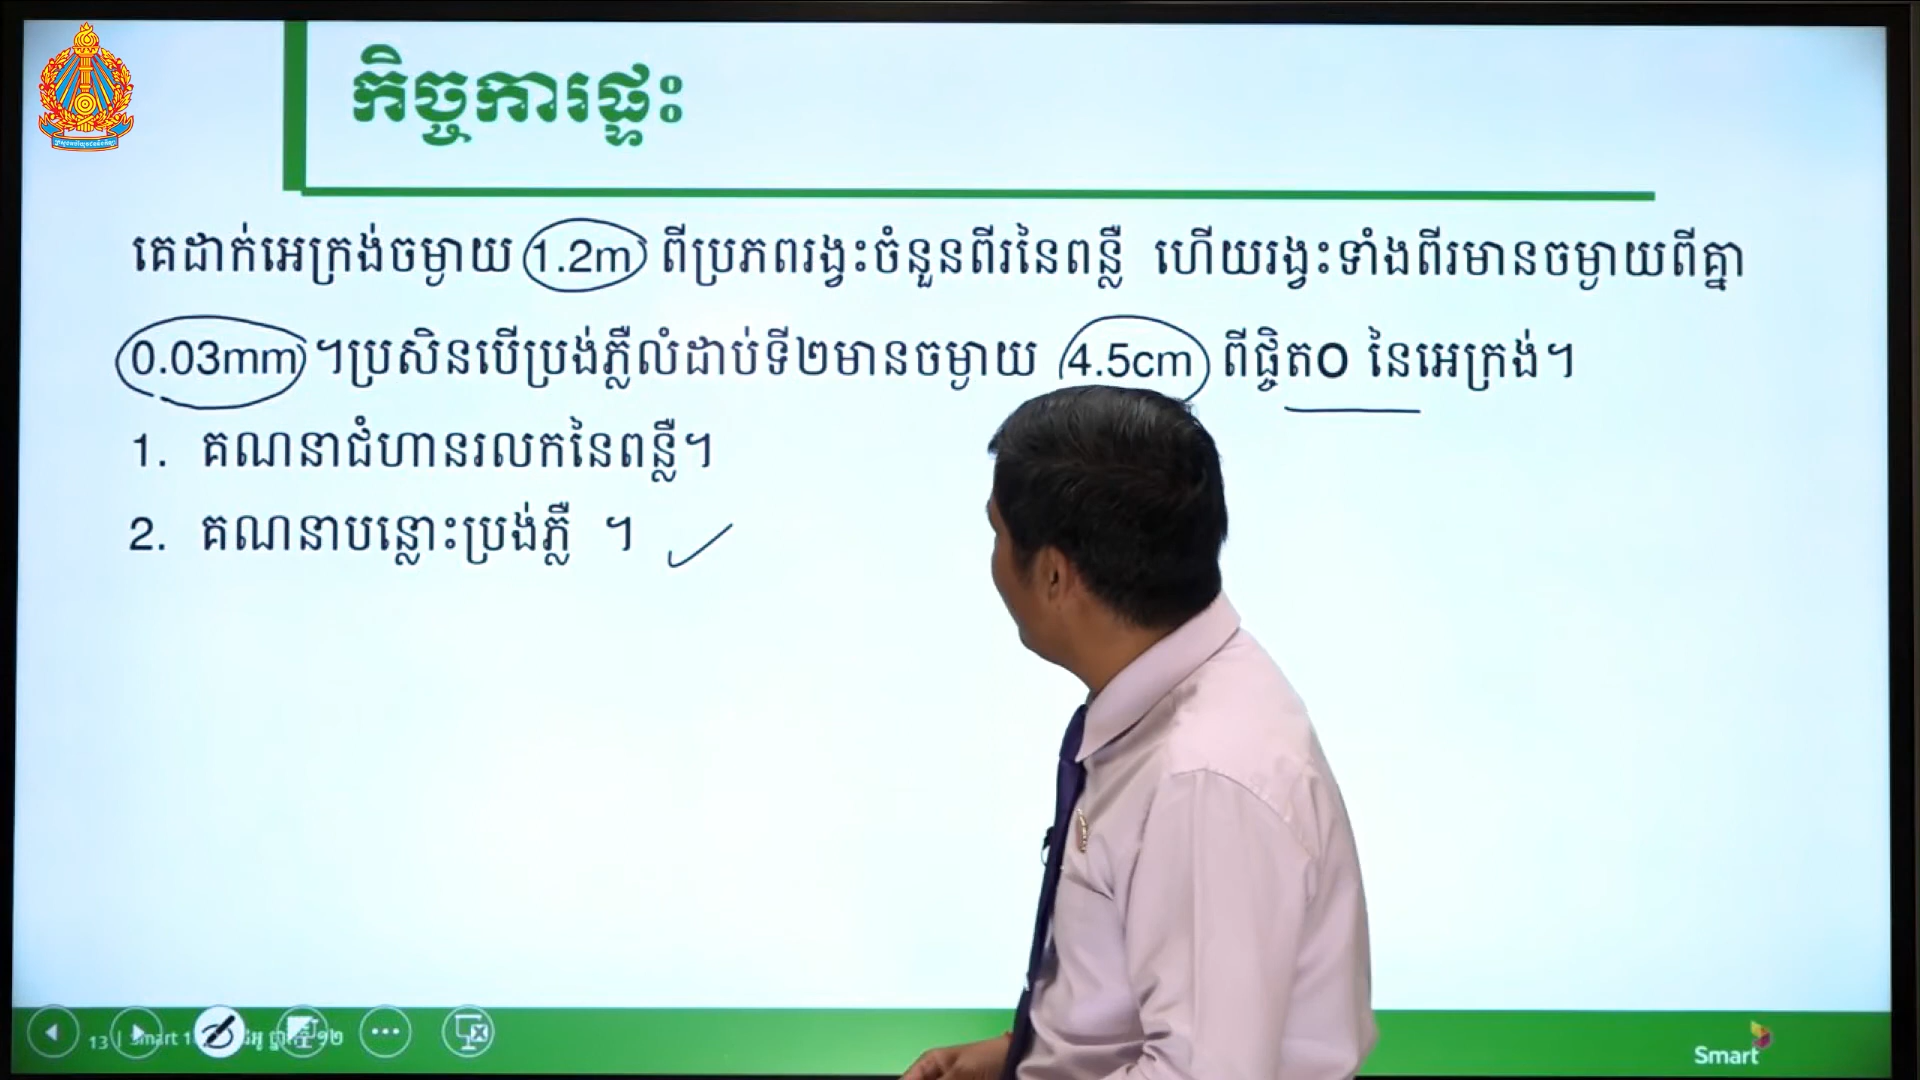 កិច្ចការផ្ទះ
គេដាក់អេក្រង់ចម្ងាយ 1.2m ពីប្រភពរង្វះចំនួនពីរនៃពន្លឺ ហើយរង្វះទាំងពីរមានចម្ងាយពីគ្នា
0.03mm ។ប្រសិនបើប្រង់ភ្លឺលំដាប់ទី២មានចម្ងាយ 4.5cm ពីផ្ចិតO នៃអេក្រង់។
1. គណនាជំហានរលកនៃពន្លឺ។
2. គណនាបន្លោះប្រង់ភ្លឺ ។
13 | Smart 1
១២
Smart